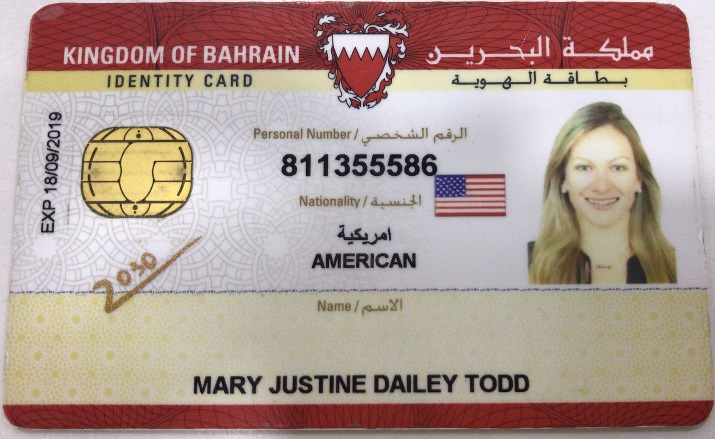 KINGDOM OF BAHRAIN مملكة البحرين
IDENTITY CARD بطاقة الهوية
EXP 18/09/2019
Personal Number / الرقم الشخصي
811355586
Nationality / الجنسية
امريكية
AMERICAN
2030
Name / الاسم
MARY JUSTINE DAILEY TODD